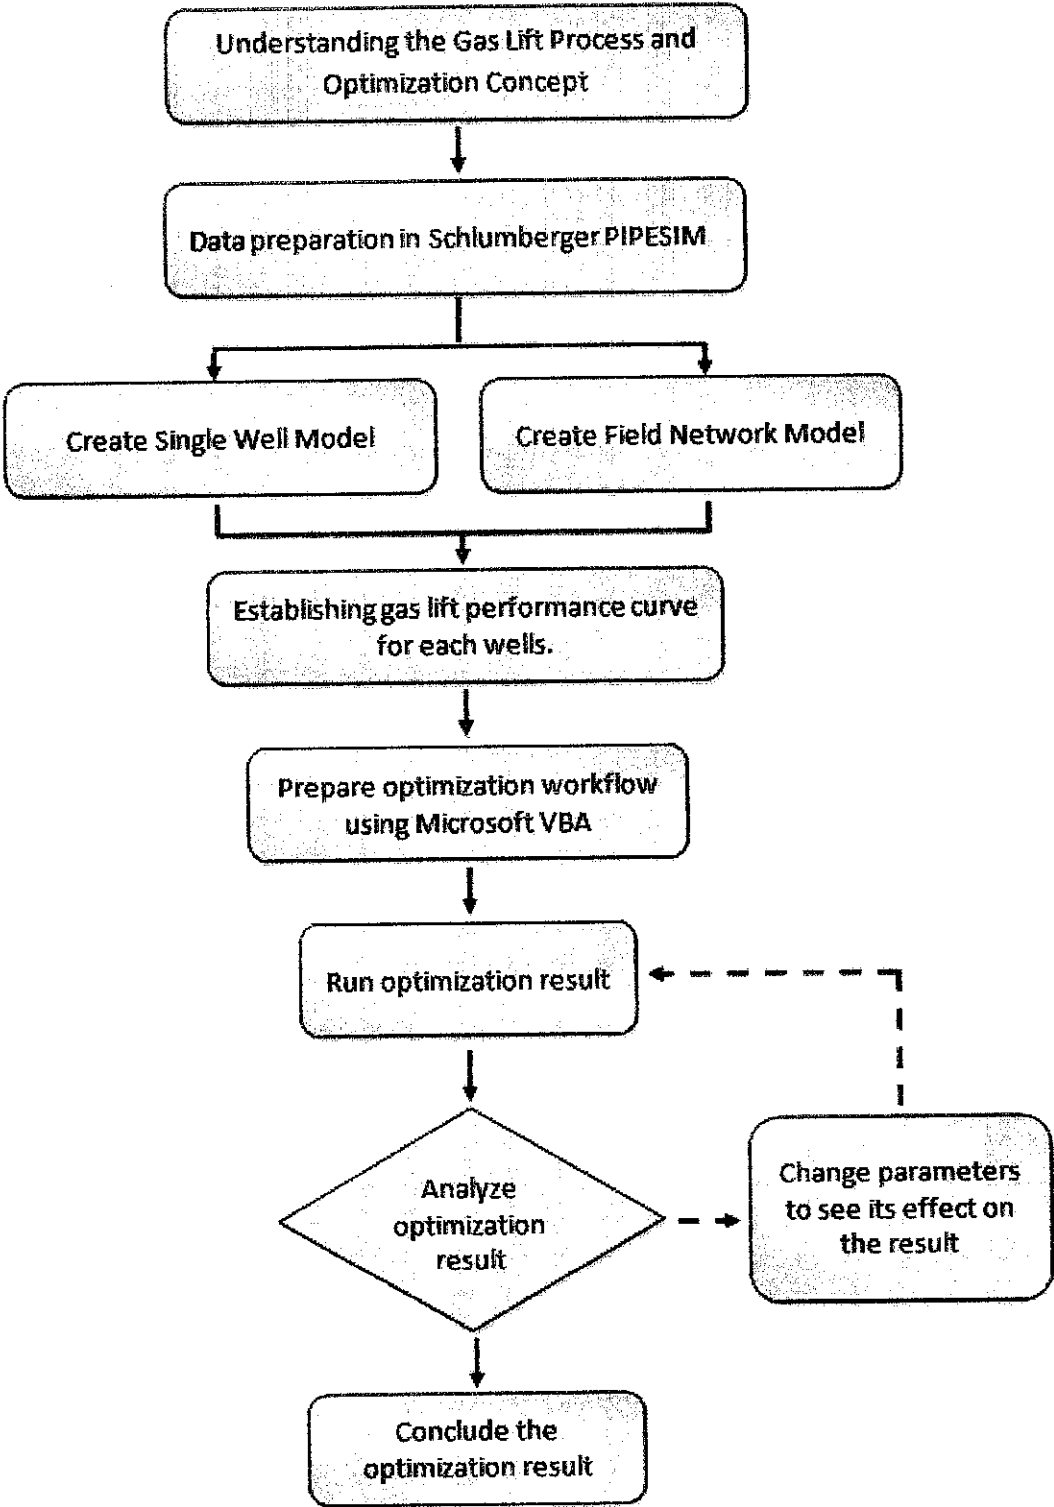 Understanding the Gas Lift Process and
Optimization Concept
Data preparation in Schlumberger PIPESIM
Create Single Well Model
Create Field Network Model
Establishing gas lift performance curve
for each wells.
Prepare optimization workflow
using Microsoft VBA
Run optimization result
Analyze
optimization
result
Change parameters
to see its effect on
the result
Conclude the
optimization result